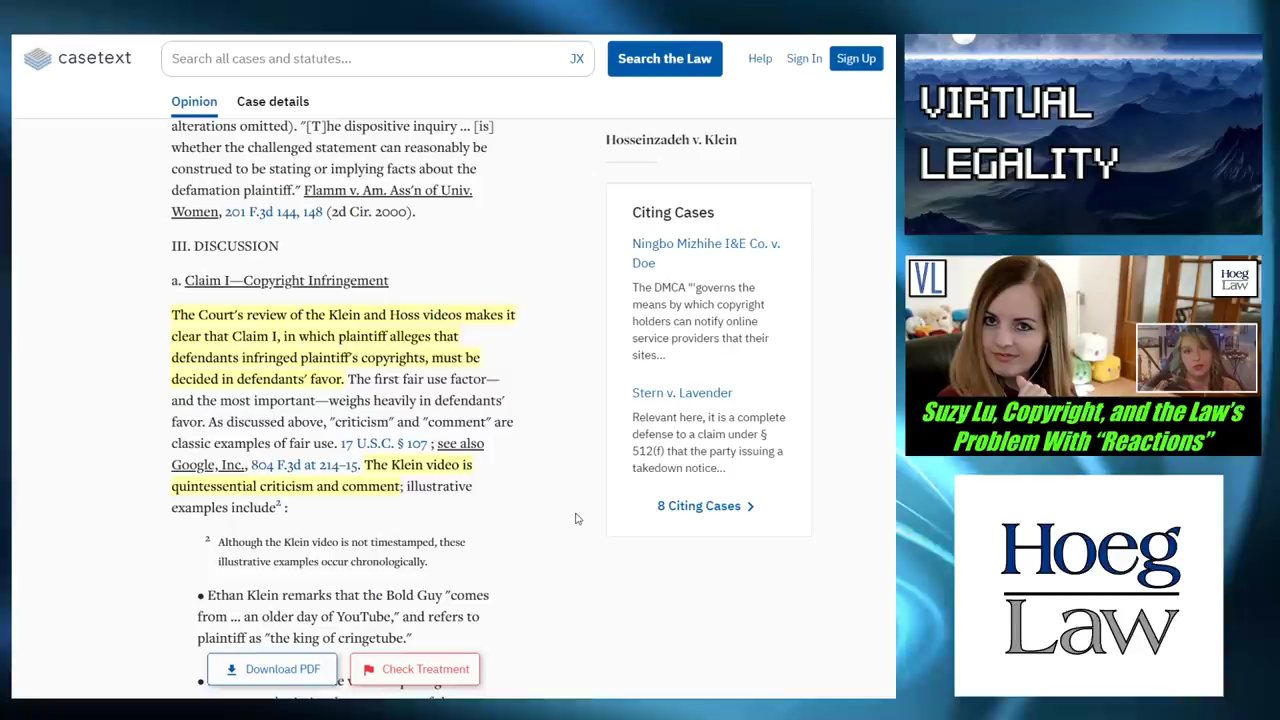 casetext
Search all cases and statutes...
JX
Search the Law
Help
Sign In
Sign Up
Opinion
Case details
alterations omitted). "[T]he dispositive inquiry ... [is]
whether the challenged statement can reasonably be
construed to be stating or implying facts about the
defamation plaintiff." Flamm v. Am. Ass'n of Univ.
Women, 201 F.3d 144, 148 (2d Cir. 2000).
III. DISCUSSION
a. Claim I—Copyright Infringement
The Court's review of the Klein and Hoss videos makes it
clear that Claim I, in which plaintiff alleges that
defendants infringed plaintiff's copyrights, must be
decided in defendants' favor. The first fair use factor—
and the most important—weighs heavily in defendants'
favor. As discussed above, "criticism" and "comment" are
classic examples of fair use. 17 U.S.C. § 107 ; see also
Google, Inc., 804 F.3d at 214–15. The Klein video is
quintessential criticism and comment; illustrative
examples include2 :
2 Although the Klein video is not timestamped, these
illustrative examples occur chronologically.
● Ethan Klein remarks that the Bold Guy "comes
from ... an older day of YouTube," and refers to
plaintiff as "the king of cringetube."
Download PDF
Check Treatment
Hosseinzadeh v. Klein
Citing Cases
Ningbo Mizhihe I&E Co. v.
Doe
The DMCA "'governs the
means by which copyright
holders can notify online
service providers that their
sites...
Stern v. Lavender
Relevant here, it is a complete
defense to a claim under §
512(f) that the party issuing a
takedown notice...
8 Citing Cases
VIRTUAL
LEGALITY
VL
Hoeg
Law
Suzy Lu, Copyright, and the Law's
Problem With "Reactions"
Hoeg
Law